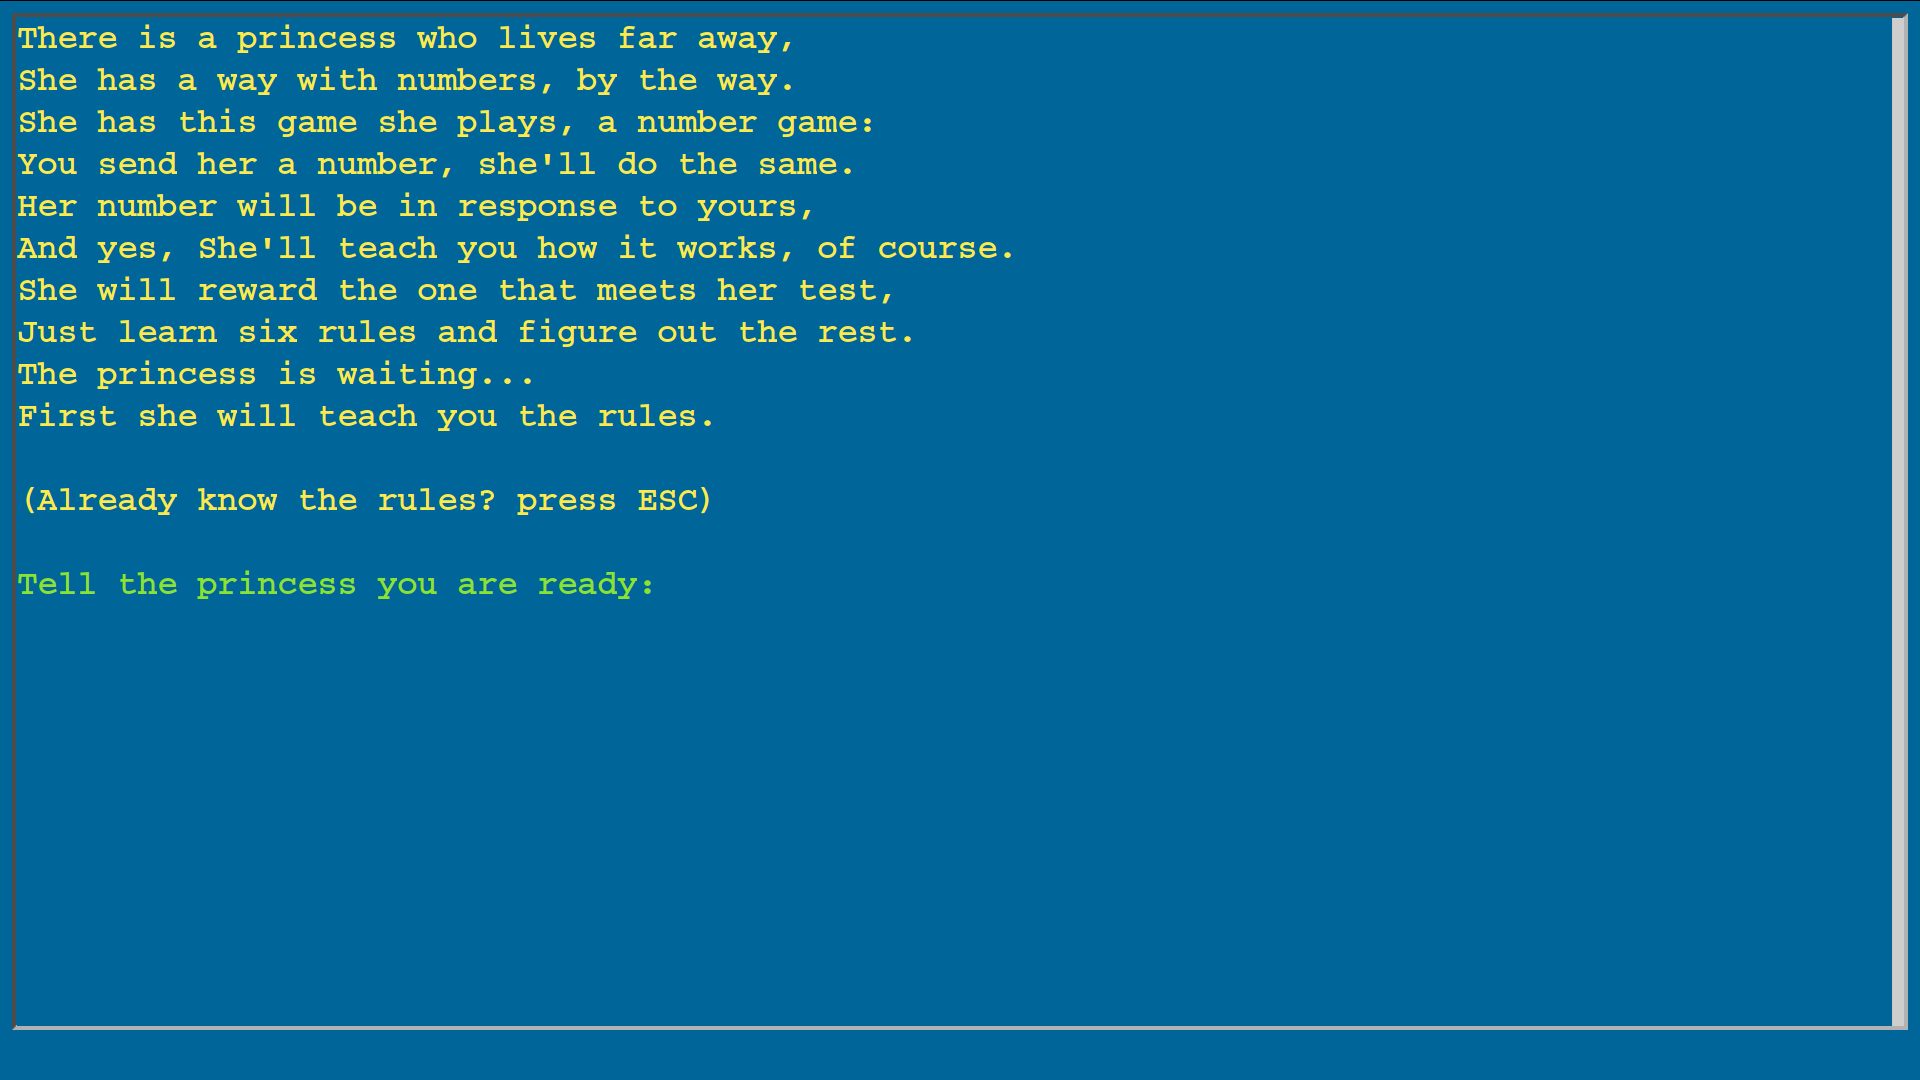 There is a princess who lives far away,
She has a way with numbers, by the way.
She has this game she plays, a number game:
You send her a number, she'll do the same.
Her number will be in response to yours,
And yes, She'll teach you how it works, of course.
She will reward the one that meets her test,
Just learn six rules and figure out the rest.
The princess is waiting...
First she will teach you the rules.
(Already know the rules? press ESC)
Tell the princess you are ready: